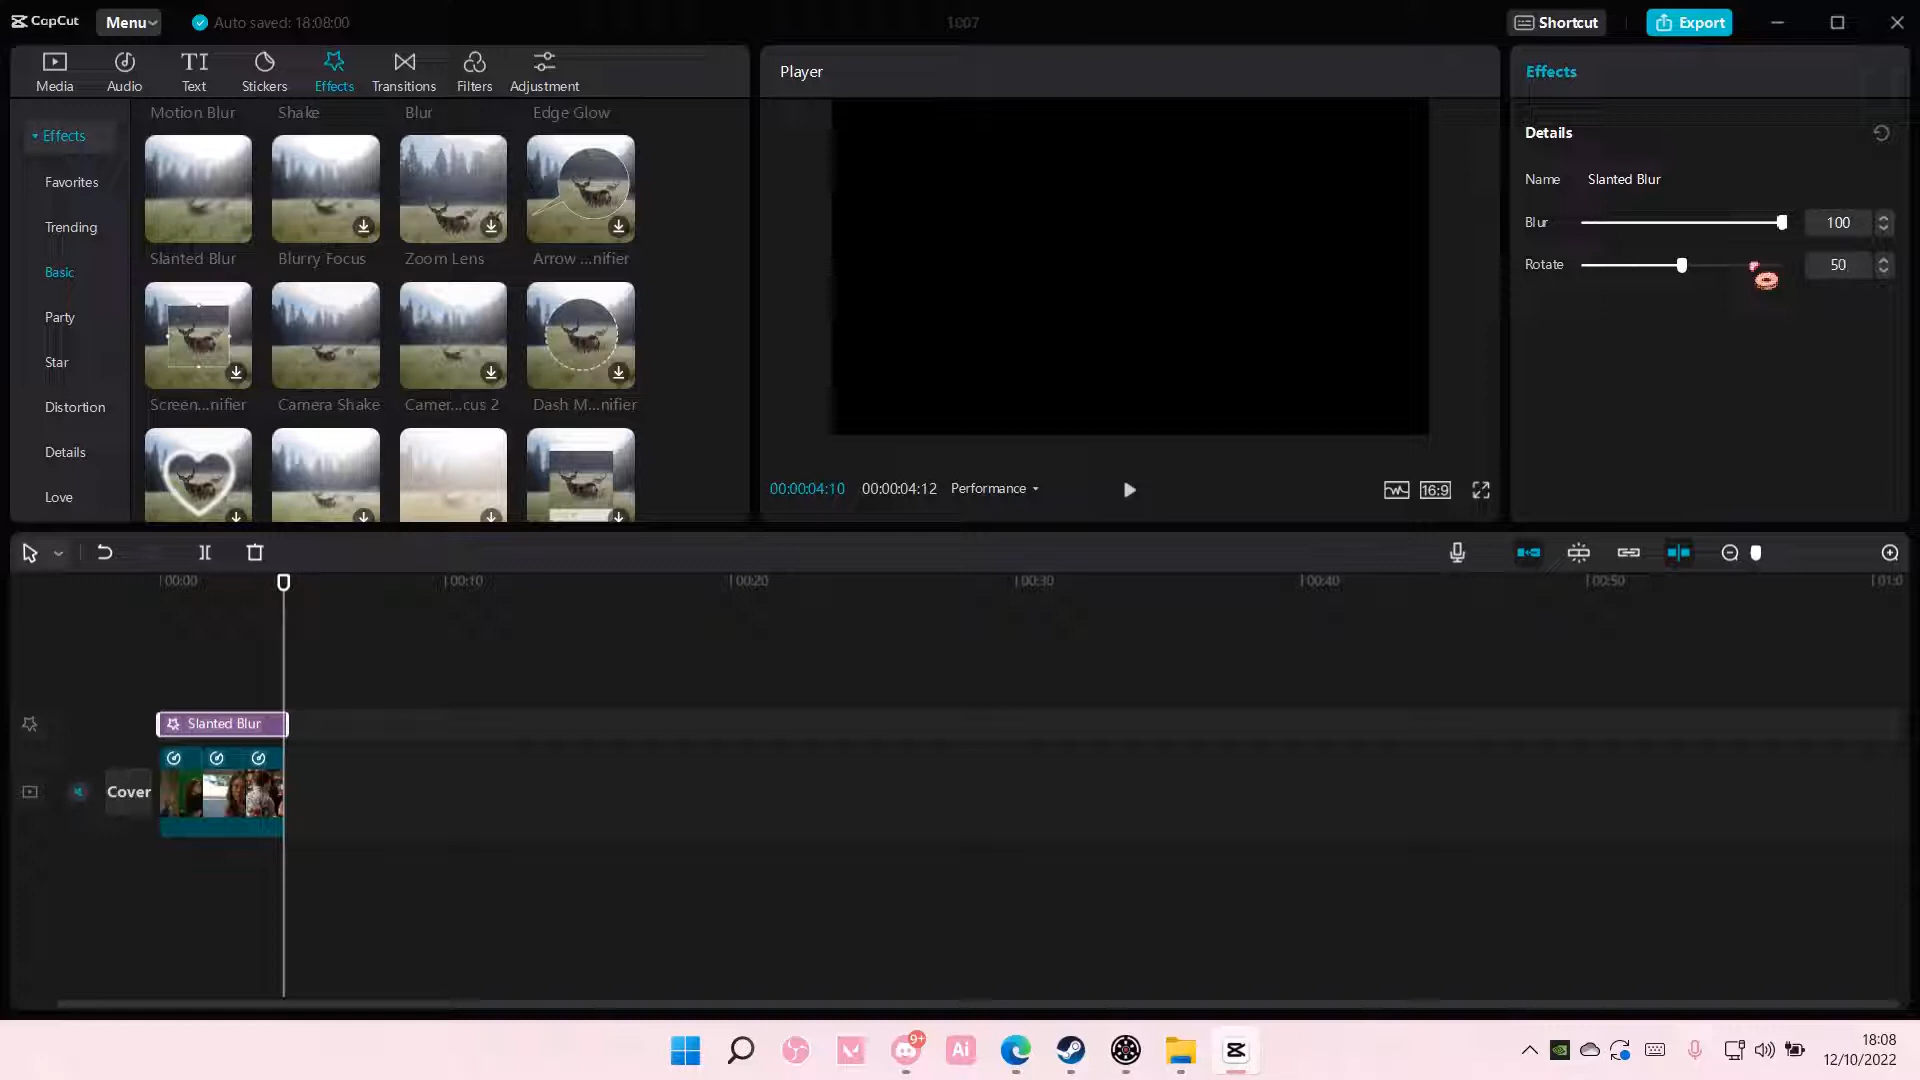 CapCut
Menu
Auto saved: 18:08:00
1007
Shortcut
Export
Media
Audio
TI
Text
Stickers
Effects
Transitions
Filters
Adjustment
Player
Effects
Effects
Favorites
Trending
Basic
Party
Star
Distortion
Details
Love
Motion Blur
Shake
Blur
Edge Glow
Slanted Blur
Blurry Focus
Zoom Lens
Arrow ...nifier
Screen...nifier
Camera Shake
Camer...cus 2
Dash M...nifier
00:00:04:10
00:00:04:12
Performance
16:9
Details
Name
Slanted Blur
Blur
100
Rotate
50
00:00
00:10
00:20
00:30
00:40
00:50
01:0
Slanted Blur
Cover
9+
Ai
18:08
12/10/2022